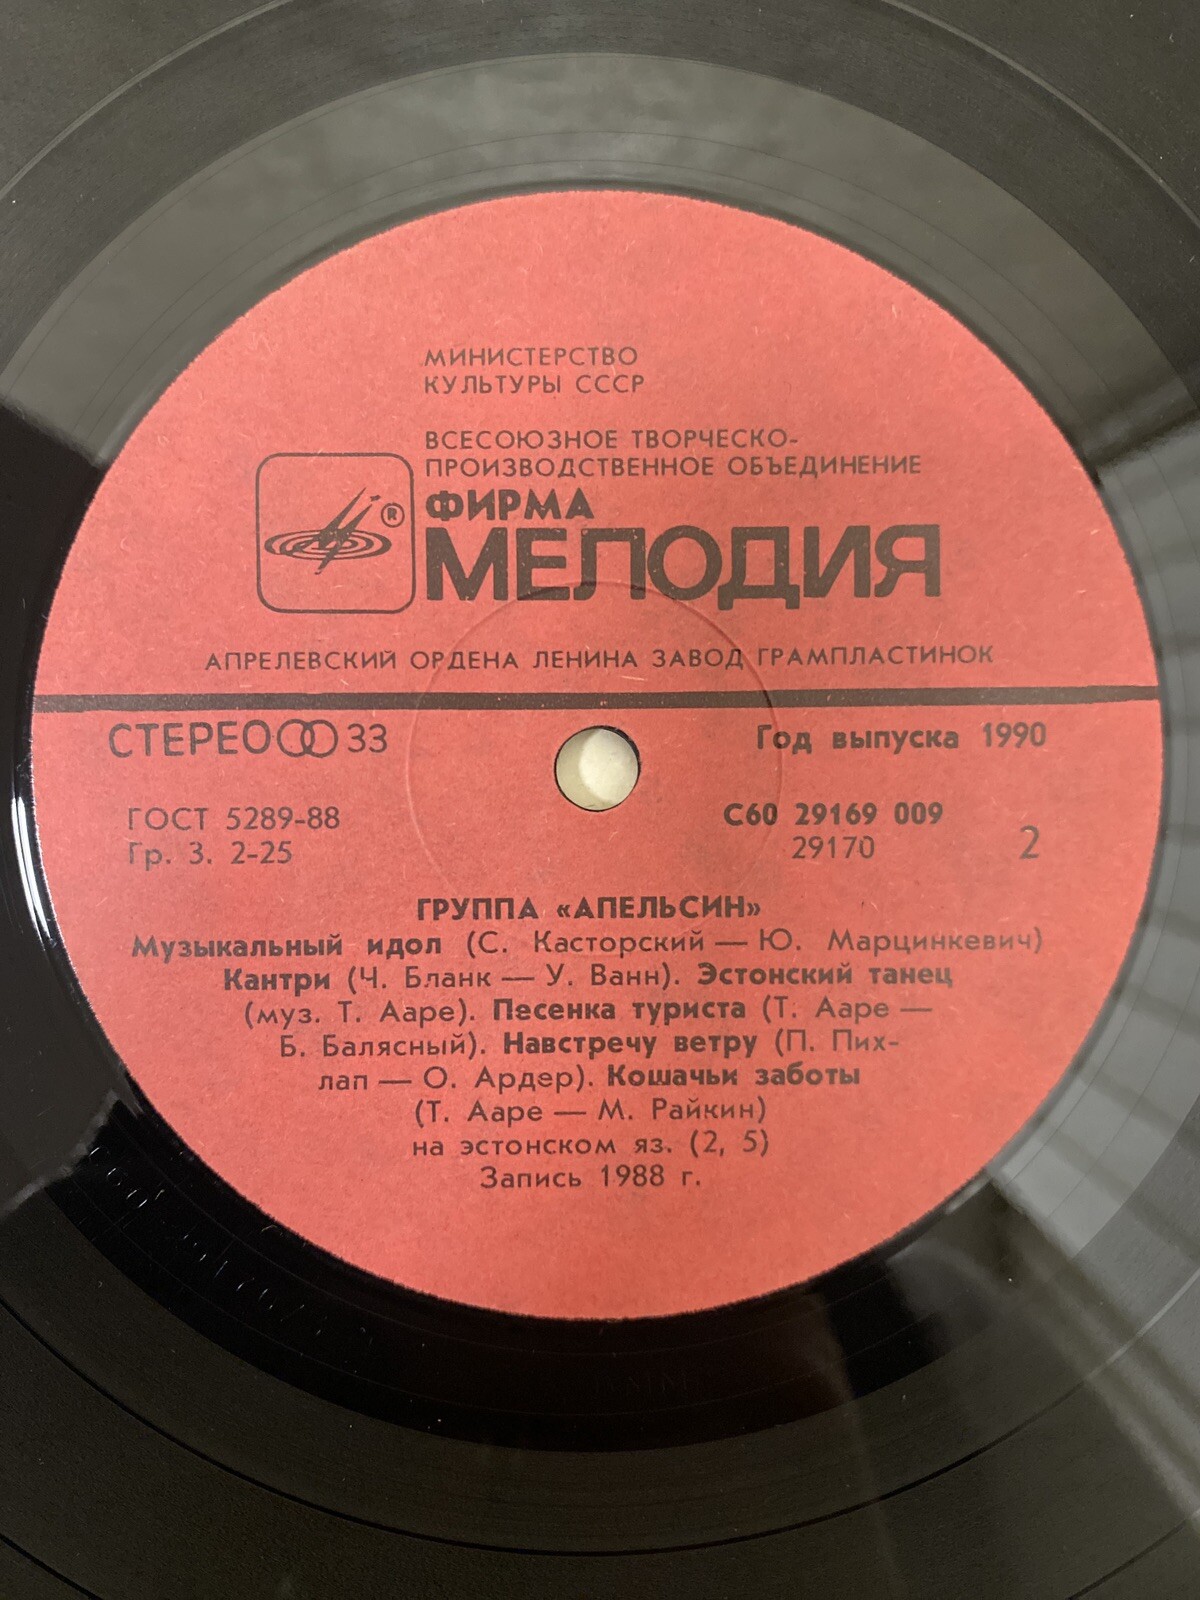 МИНИСТЕРСТВО
КУЛЬТУРЫ СССР
ВСЕСОЮЗНОЕ ТВОРЧЕСКО-
ПРОИЗВОДСТВЕННОЕ ОБЪЕДИНЕНИЕ
ФИРМА
®
МЕЛОДИЯ
АПРЕЛЕВСКИЙ ОРДЕНА ЛЕНИНА ЗАВОД ГРАМПЛАСТИНОК
СТЕРЕО 33
Год выпуска 1990
ГОСТ 5289-88
Гр. 3. 2-25
С60 29169 009
29170
2
ГРУППА «АПЕЛЬСИН»
Музыкальный идол (С. Касторский — Ю. Марцинкевич)
Кантри (Ч. Бланк — У. Ванн). Эстонский танец
(муз. Т. Ааре). Песенка туриста (Т. Ааре —
Б. Балясный). Навстречу ветру (П. Пих-
лап — О. Ардер). Кошачьи заботы
(Т. Ааре — М. Райкин)
на эстонском яз. (2, 5)
Запись 1988 г.